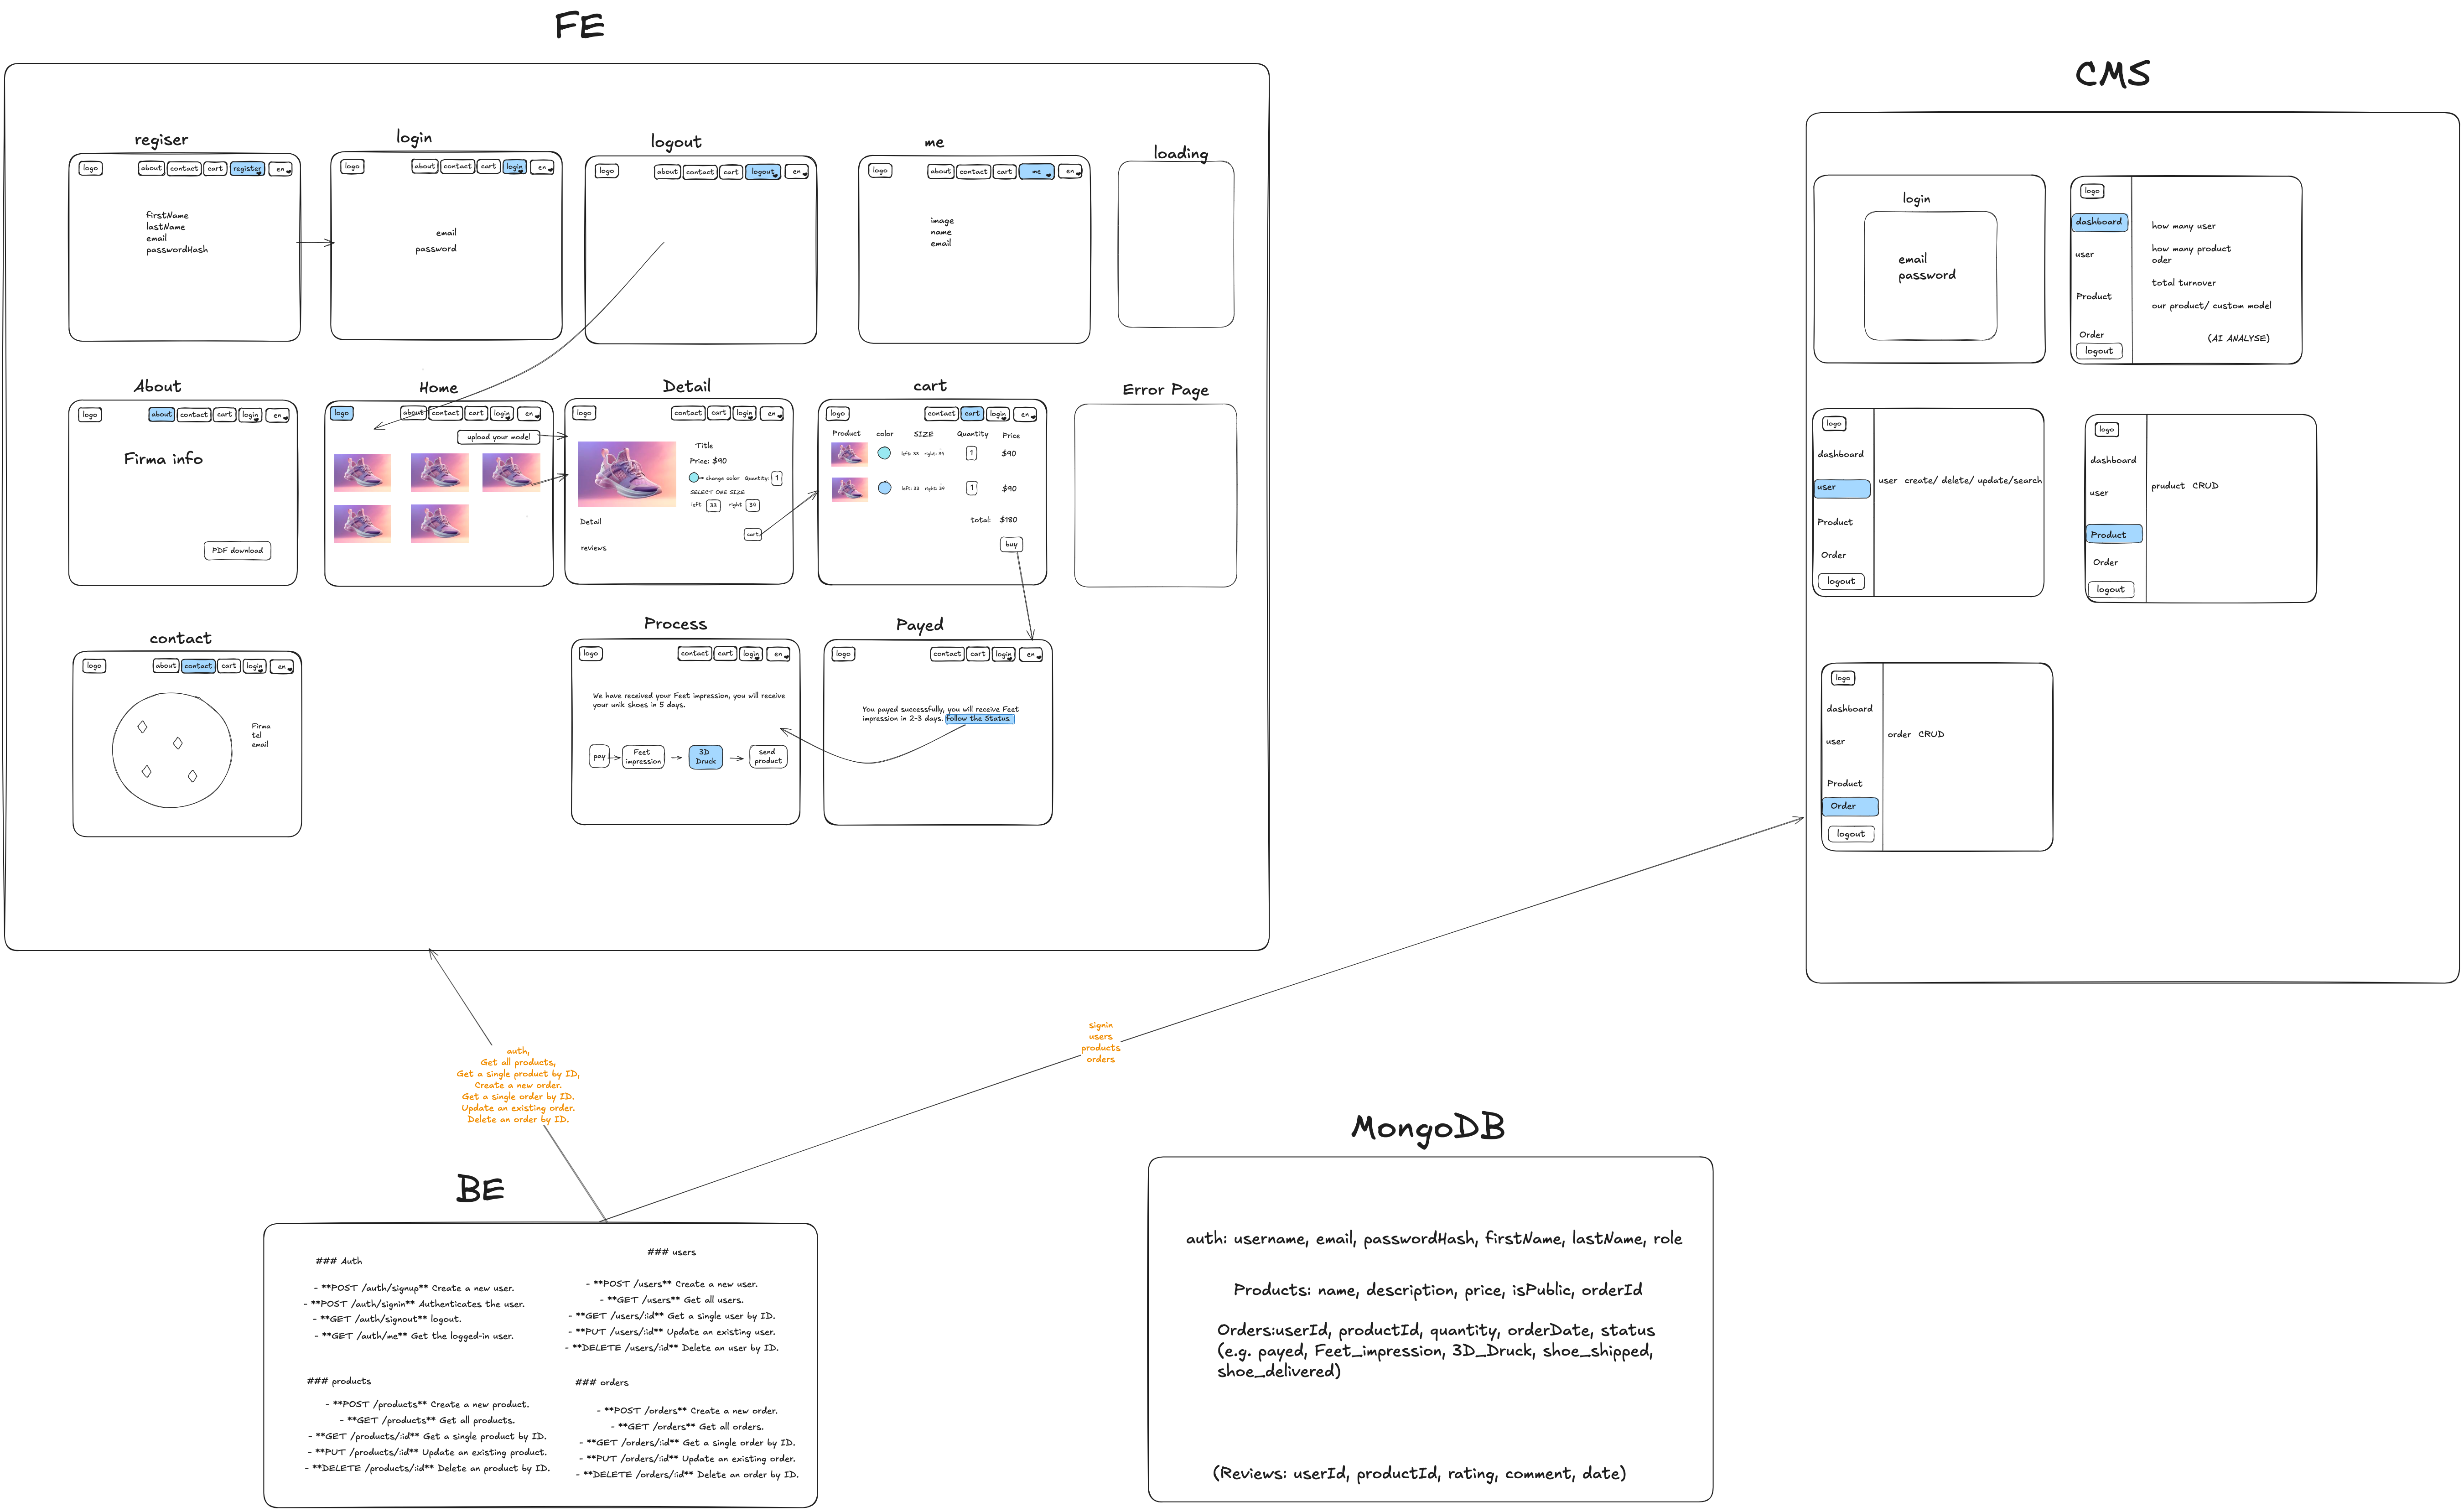 FE
regiser
logo
about
contact
cart
register
en
firstName
lastName
email
passwordHash
login
logo
about
contact
cart
login
en
email
password
logout
logo
about
contact
cart
logout
en
me
logo
about
contact
cart
me
en
image
name
email
loading
About
logo
about
contact
cart
login
en
Firma info
PDF download
Home
logo
about
contact
cart
login
en
upload your model
Detail
logo
contact
cart
login
en
Title
Price: $90
change color
Quantity:
1
SELECT ONE SIZE
left
33
right
34
Detail
cart
reviews
cart
logo
contact
cart
login
en
Product
color
SIZE
Quantity
Price
left: 33
right: 34
1
$90
left: 33
right: 34
1
$90
total:
$180
buy
Error Page
contact
logo
about
contact
cart
login
en
Firma
tel
email
Process
logo
contact
cart
login
en
We have received your Feet impression, you will receive
your unik shoes in 5 days.
pay
Feet
impression
3D
Druck
send
product
Payed
logo
contact
cart
login
en
You payed successfully, you will receive Feet
impression in 2-3 days. Follow the Status
CMS
login
email
password
logo
dashboard
user
Product
Order
logout
how many user
how many product
oder
total turnover
our product/ custom model
(AI ANALYSE)
logo
dashboard
user
Product
Order
logout
user create/ delete/ update/search
logo
dashboard
user
Product
Order
logout
pruduct CRUD
logo
dashboard
user
Product
Order
logout
order CRUD
auth,
Get all products,
Get a single product by ID,
Create a new order.
Get a single order by ID.
Update an existing order.
Delete an order by ID.
signin
users
products
orders
BE
### Auth
- **POST /auth/signup** Create a new user.
- **POST /auth/signin** Authenticates the user.
- **GET /auth/signout** logout.
- **GET /auth/me** Get the logged-in user.
### users
- **POST /users** Create a new user.
- **GET /users** Get all users.
- **GET /users/:id** Get a single user by ID.
- **PUT /users/:id** Update an existing user.
- **DELETE /users/:id** Delete an user by ID.
### products
- **POST /products** Create a new product.
- **GET /products** Get all products.
- **GET /products/:id** Get a single product by ID.
- **PUT /products/:id** Update an existing product.
- **DELETE /products/:id** Delete an product by ID.
### orders
- **POST /orders** Create a new order.
- **GET /orders** Get all orders.
- **GET /orders/:id** Get a single order by ID.
- **PUT /orders/:id** Update an existing order.
- **DELETE /orders/:id** Delete an order by ID.
MongoDB
auth: username, email, passwordHash, firstName, lastName, role
Products: name, description, price, isPublic, orderId
Orders:userId, productId, quantity, orderDate, status
(e.g. payed, Feet_impression, 3D_Druck, shoe_shipped,
shoe_delivered)
(Reviews: userId, productId, rating, comment, date)